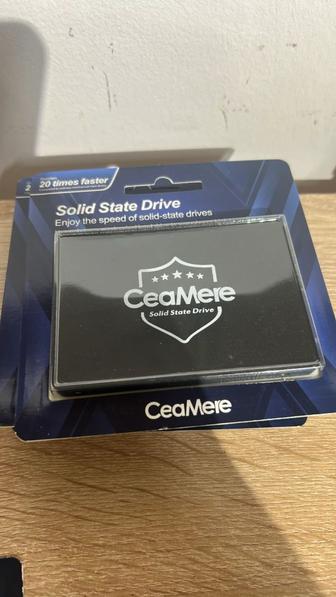 20 times faster
Solid State Drive
Enjoy the speed of solid-state drives
CeaMere
Solid State Drive
CeaMere